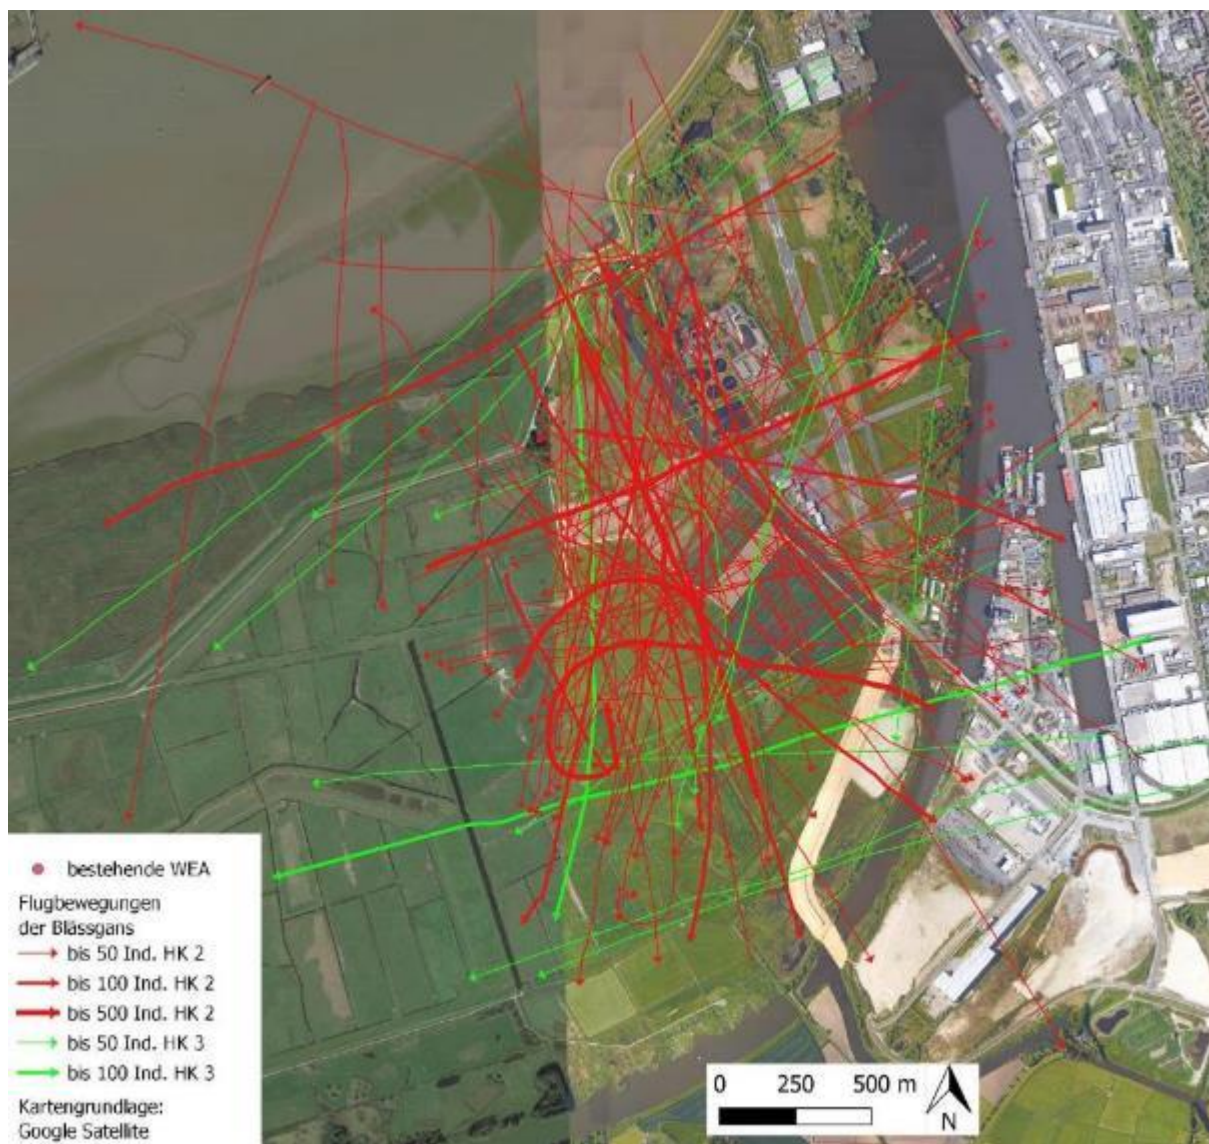 bestehende WEA
Flugbewegungen
der Blässgans
bis 50 Ind. HK 2
bis 100 Ind. HK 2
bis 500 Ind. HK 2
bis 50 Ind. HK 3
bis 100 Ind. HK 3
Kartengrundlage:
Google Satellite
0 250 500 m
N